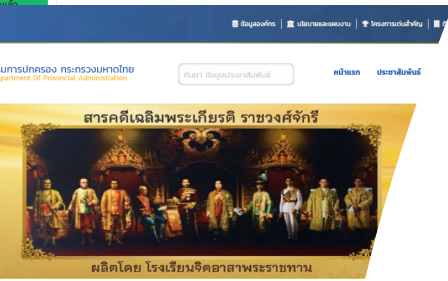 ข้อมูลองค์กร | นโยบายและแผนงาน | โครงการเด่นสำคัญ |
กรมการปกครอง กระทรวงมหาดไทย
Department Of Provincial Administration
ค้นหา ข้อมูลประชาสัมพันธ์
หน้าแรก ประชาสัมพันธ์
สารคดีเฉลิมพระเกียรติ ราชวงศ์จักรี
ผลิตโดย โรงเรียนจิตอาสาพระราชทาน